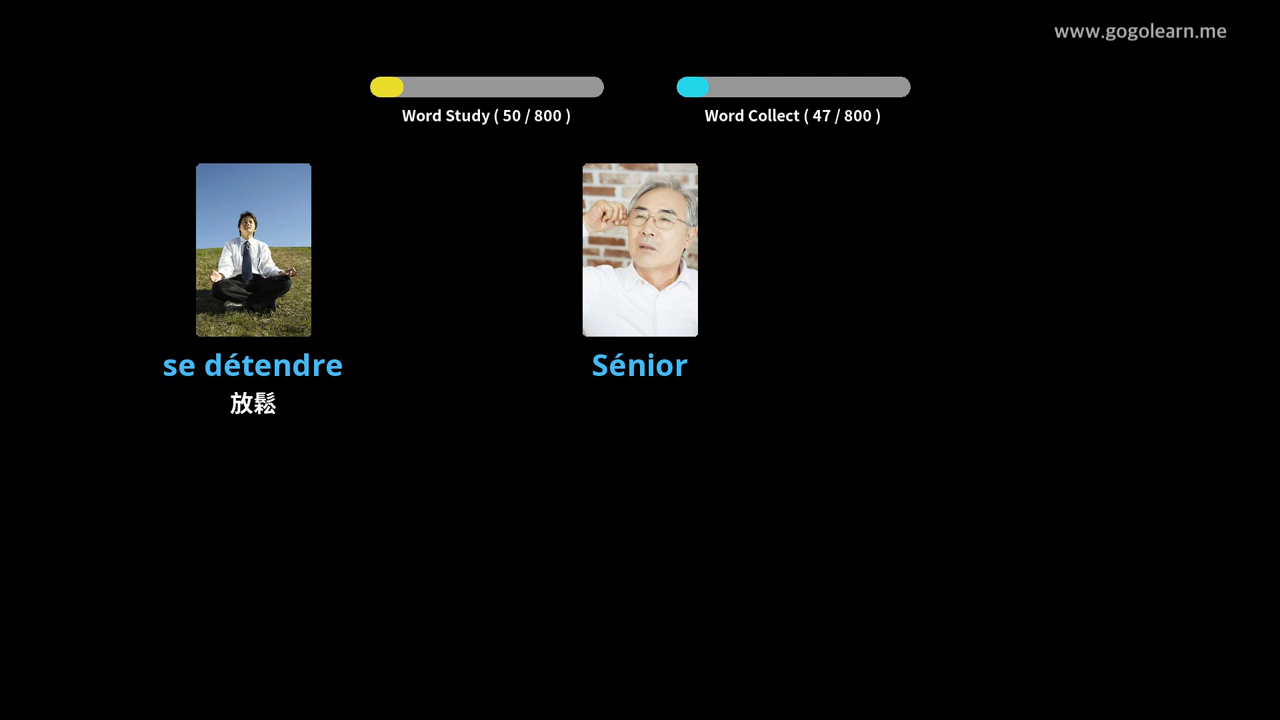 www.gogolearn.me
Word Study ( 50 / 800 )
Word Collect ( 47 / 800 )
se détendre
Sénior
放鬆